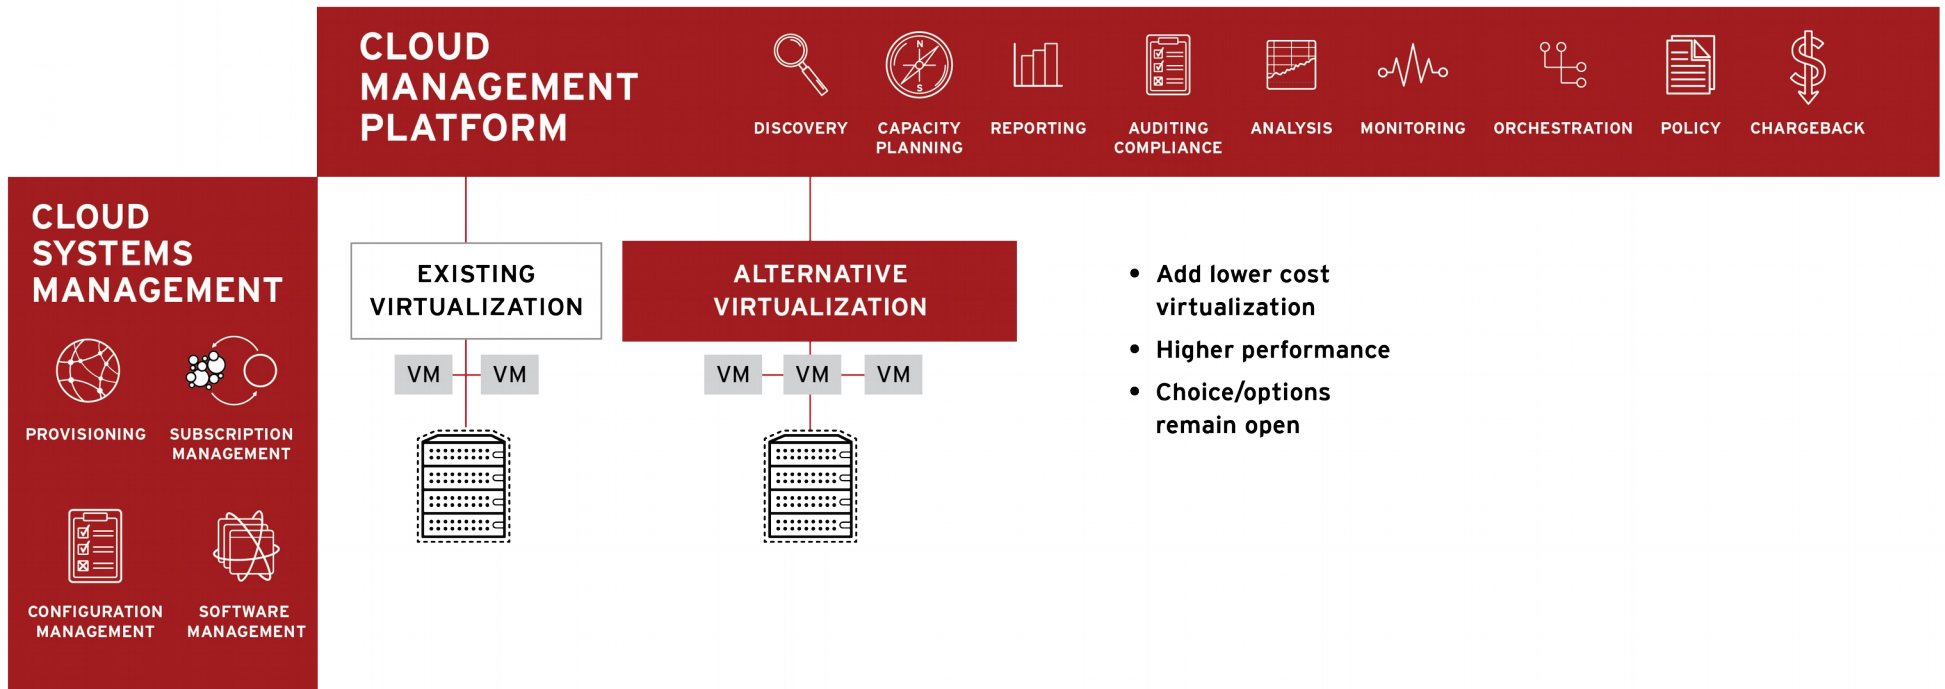 CLOUD
MANAGEMENT
PLATFORM
N
S
DISCOVERY
CAPACITY
PLANNING
REPORTING
AUDITING
COMPLIANCE
ANALYSIS
MONITORING
ORCHESTRATION
POLICY
CHARGEBACK
CLOUD
SYSTEMS
MANAGEMENT
PROVISIONING
SUBSCRIPTION
MANAGEMENT
CONFIGURATION
MANAGEMENT
SOFTWARE
MANAGEMENT
EXISTING
VIRTUALIZATION
VM VM
ALTERNATIVE
VIRTUALIZATION
VM VM VM
• Add lower cost
virtualization
• Higher performance
• Choice/options
remain open